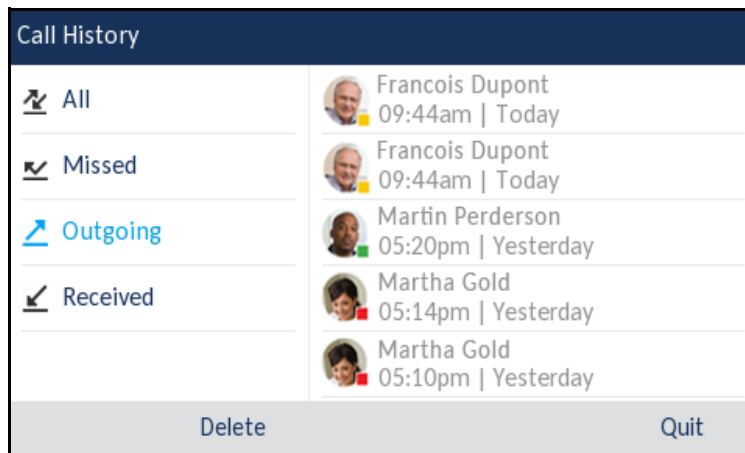 Call History
All
Missed
Outgoing
Received
Francois Dupont
09:44am | Today
Francois Dupont
09:44am | Today
Martin Perderson
05:20pm | Yesterday
Martha Gold
05:14pm | Yesterday
Martha Gold
05:10pm | Yesterday
Delete
Quit